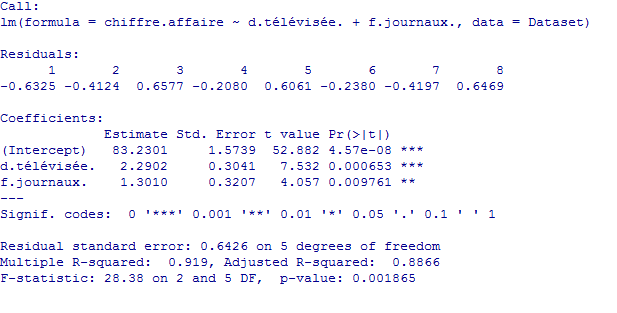 Call:
lm(formula = chiffre.affaire ~ d.télévisée. + f.journaux., data = Dataset)
Residuals:
1 2 3 4 5 6 7 8
-0.6325 -0.4124 0.6577 -0.2080 0.6061 -0.2380 -0.4197 0.6469
Coefficients:
Estimate Std. Error t value Pr(>|t|)
(Intercept) 83.2301 1.5739 52.882 4.57e-08 ***
d.télévisée. 2.2902 0.3041 7.532 0.000653 ***
f.journaux. 1.3010 0.3207 4.057 0.009761 **
---
Signif. codes: 0 '***' 0.001 '**' 0.01 '*' 0.05 '.' 0.1 ' ' 1
Residual standard error: 0.6426 on 5 degrees of freedom
Multiple R-squared: 0.919, Adjusted R-squared: 0.8866
F-statistic: 28.38 on 2 and 5 DF, p-value: 0.001865